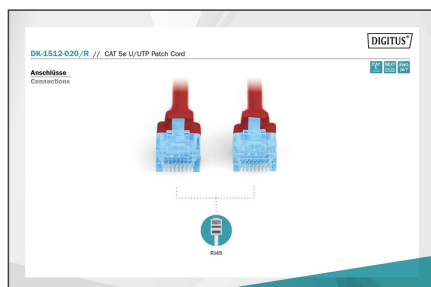 DIGITUS®
DK-1512-020/R // CAT 5e U/UTP Patch Cord
Anschlüsse
Connections
RJ45